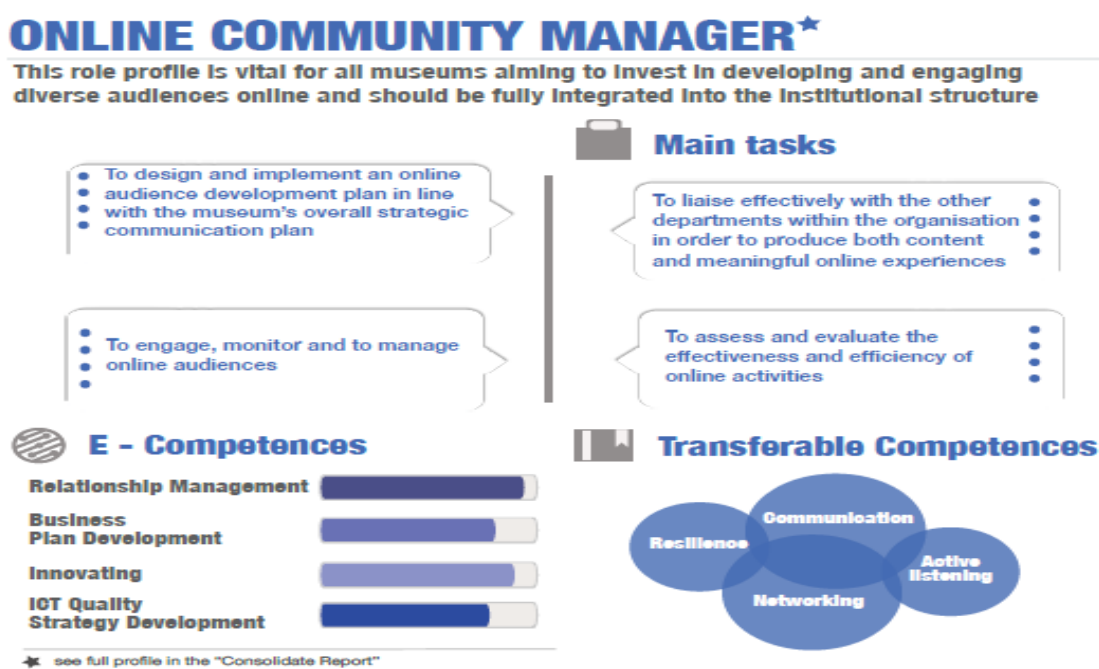 ONLINE COMMUNITY MANAGER★
This role profile is vital for all museums aiming to invest in developing and engaging
diverse audiences online and should be fully integrated into the institutional structure
Main tasks
To design and implement an online
audience development plan in line
with the museum's overall strategic
communication plan
To liaise effectively with the other
departments within the organisation
in order to produce both content
and meaningful online experiences
To engage, monitor and to manage
online audiences
To assess and evaluate the
effectiveness and efficiency of
online activities
E - Competences
Relationship Management
Business
Plan Development
Innovating
ICT Quality
Strategy Development
★ see full profile in the "Consolidate Report"
Transferable Competences
Communication
Resilience
Active
listening
Networking